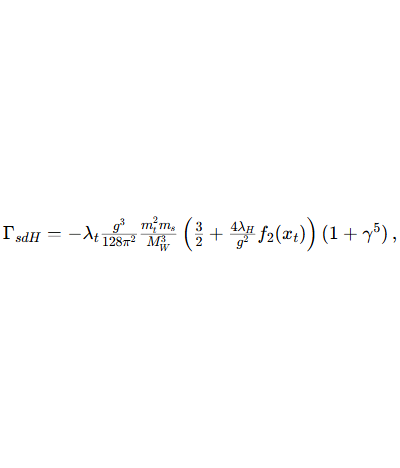 Γ_{sdH} = −λ_t \frac{g^3}{128π^2} \frac{m_t^2 m_s}{M_W^3} \left( \frac{3}{2} + \frac{4λ_H}{g^2} f_2(x_t) \right) (1 + γ^5) ,